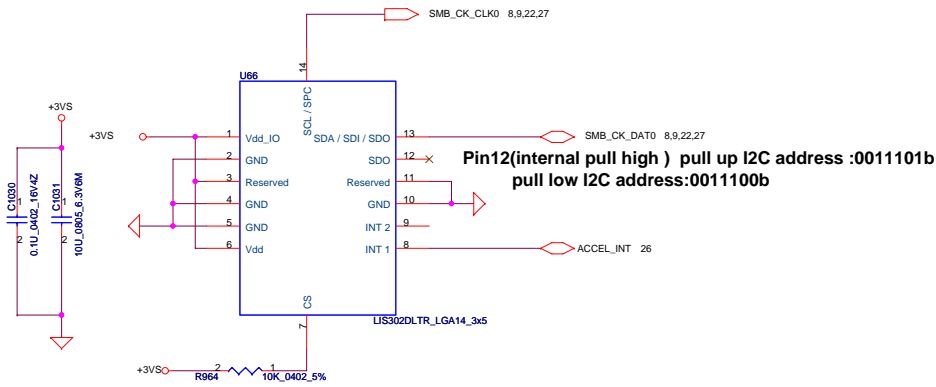 SMB_CK_CLK0 8,9,22,27
14
U66
SCL / SPC
+3VS
+3VS
1 Vdd_IO
2 GND
3 Reserved
4 GND
5 GND
6 Vdd
SDA / SDI / SDO 13
SDO 12
Reserved 11
GND 10
INT 2 9
INT 1 8
SMB_CK_DAT0 8,9,22,27
Pin12(internal pull high ) pull up I2C address :0011101b
pull low I2C address:0011100b
ACCEL_INT 26
C1030
1
2
0.1U_0402_16V4Z
C1031
1
2
10U_0805_6.3V6M
CS
7
LIS302DLTR_LGA14_3x5
+3VS
2 1
R964 10K_0402_5%